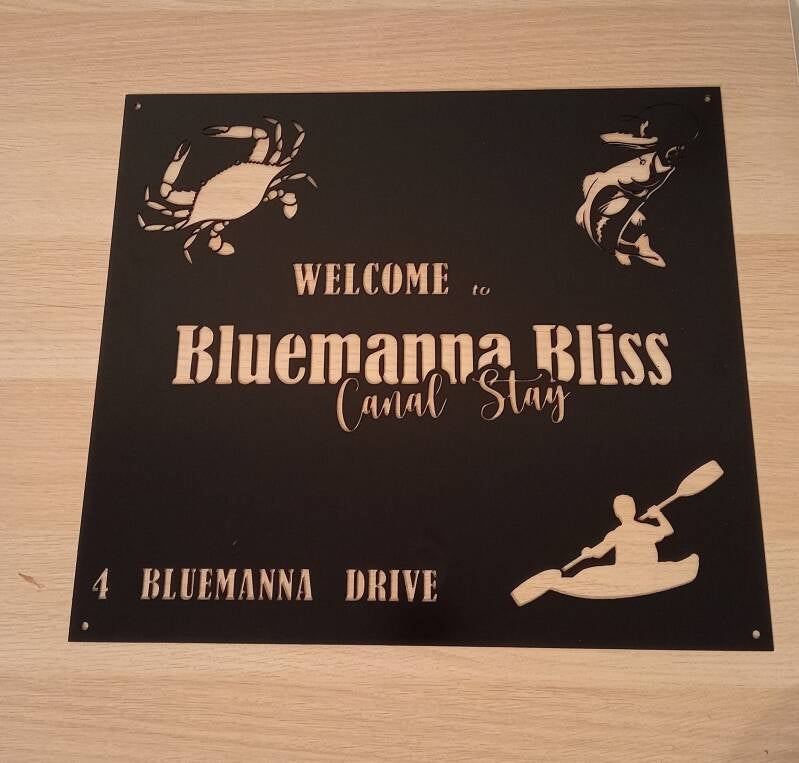 WELCOME to
Bluemanna Bliss
Canal Stay
4 BLUEMANNA DRIVE